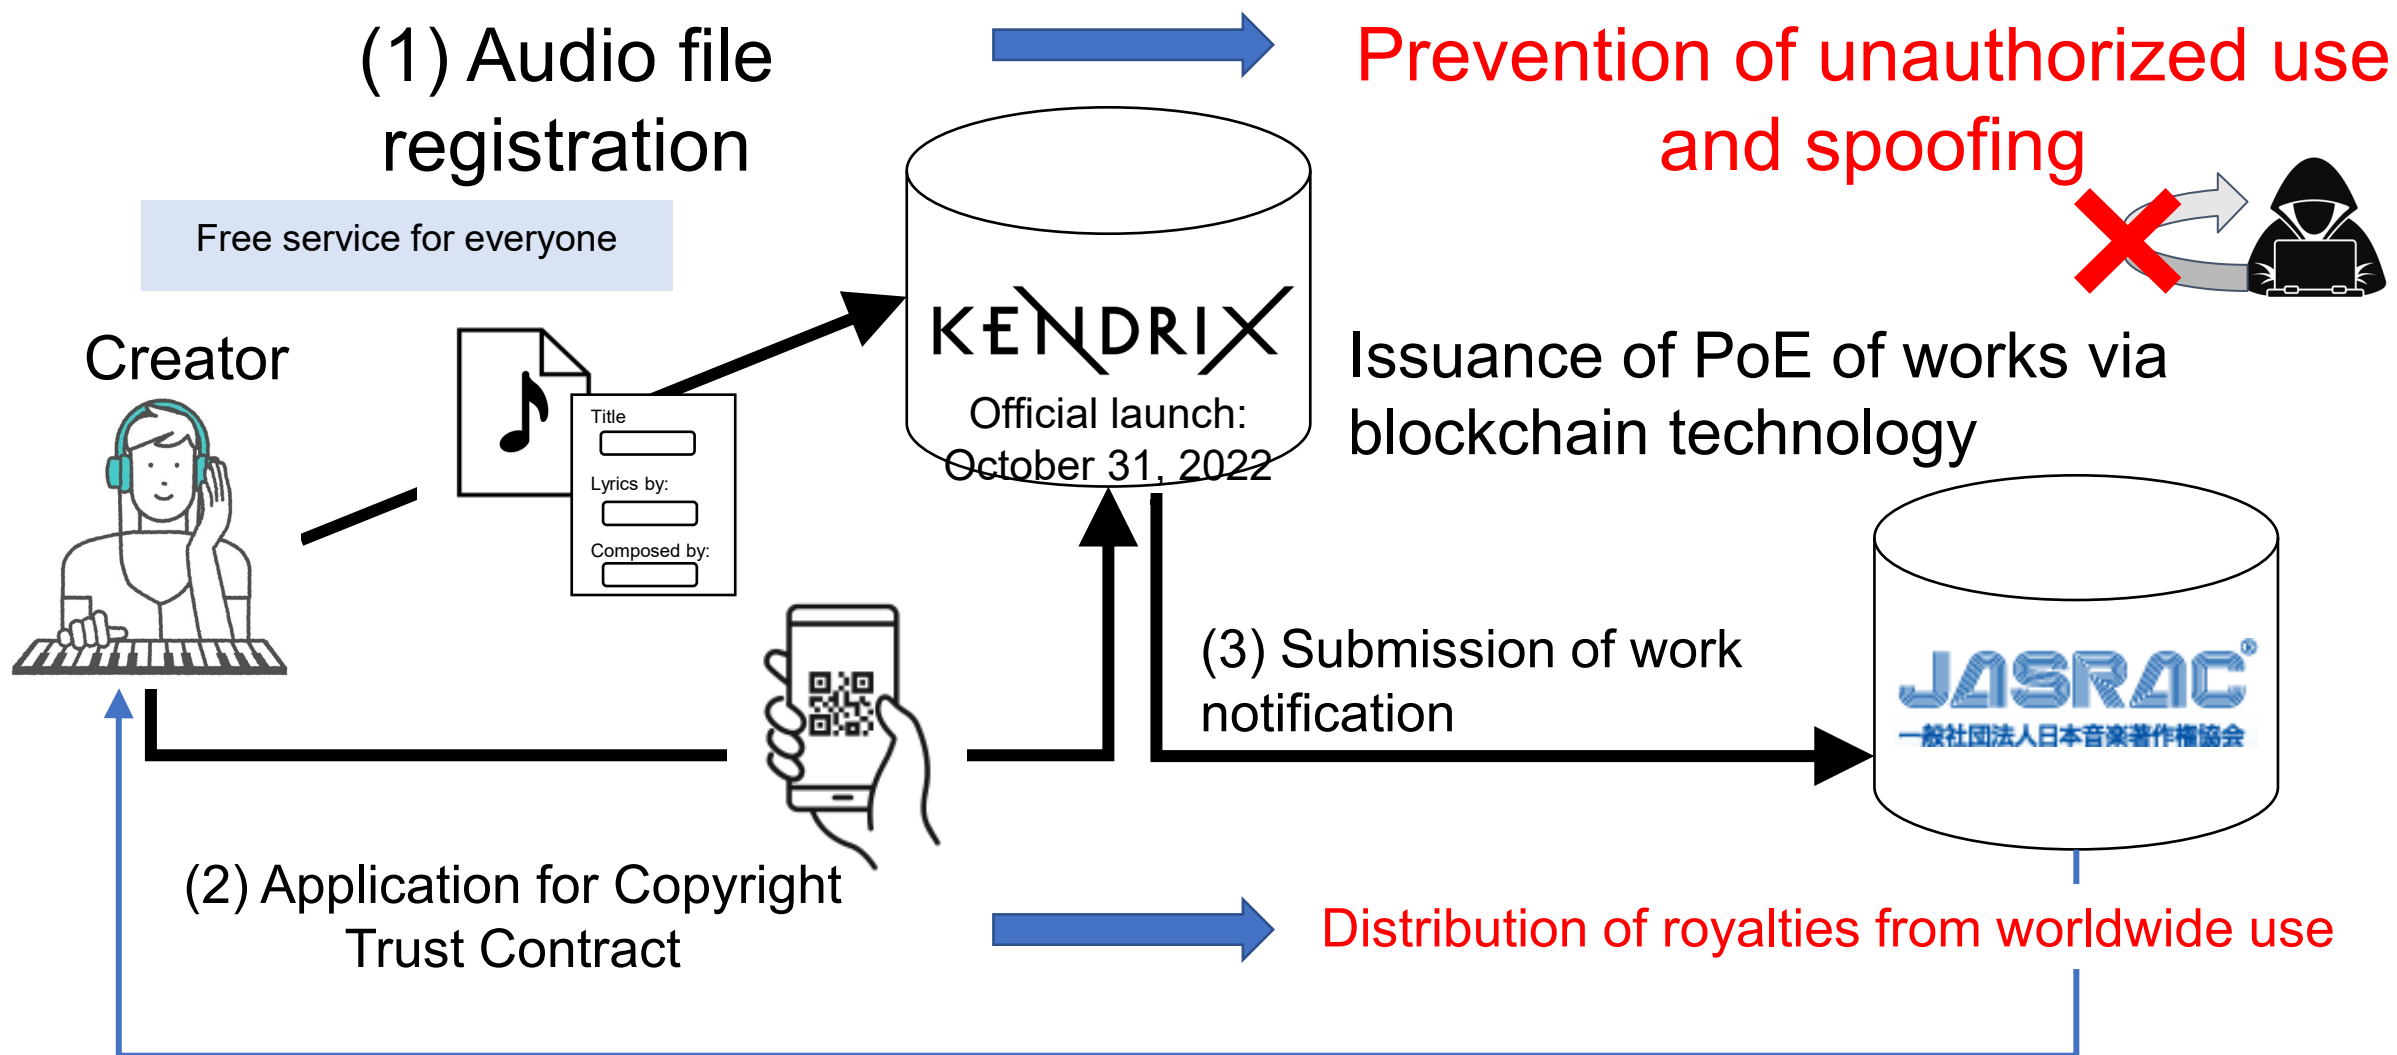 (1) Audio file
registration
Prevention of unauthorized use
and spoofing
Free service for everyone
Creator
KENDRIX
Official launch:
October 31, 2022
Issuance of PoE of works via
blockchain technology
Title
Lyrics by:
Composed by:
(3) Submission of work
notification
JASRAC®
一般社団法人日本音楽著作権協会
(2) Application for Copyright
Trust Contract
Distribution of royalties from worldwide use